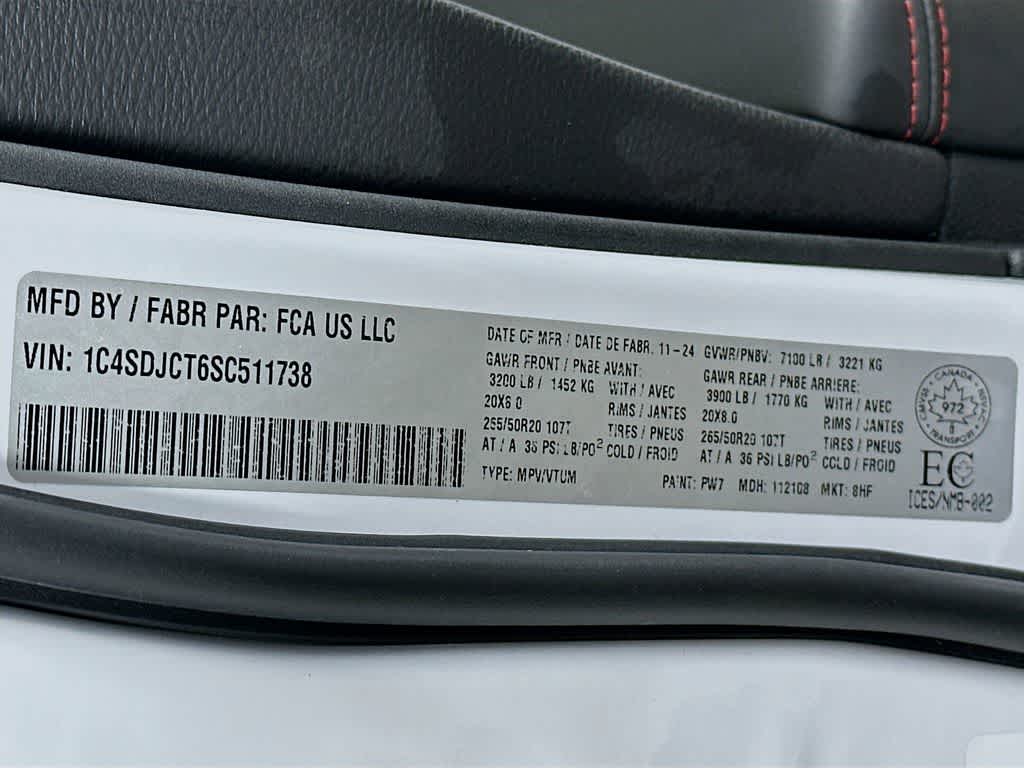 MFD BY / FABR PAR: FCA US LLC
VIN: 1C4SDJCT6SC511738
DATE OF MFR / DATE DE FABR. 11-24 GVWR/PNBV: 7100 LB / 3221 KG
GAWR FRONT / PNBE AVANT:
3200 LB / 1452 KG WITH / AVEC
20X8.0 RIMS / JANTES
265/50R20 107T TIRES / PNEUS
AT / A 36 PSI LB/PO² COLD / FROID
TYPE: MPV/VTUM
GAWR REAR / PNBE ARRIERE:
3900 LB / 1770 KG WITH / AVEC
20X8.0 RIMS / JANTES
265/50R20 107T TIRES / PNEUS
AT / A 36 PSI LB/PO² COLD / FROID
PAINT: PW7 MDH: 112108 MKT: 8HF
CANADA
972
TRANSPORT
EC
ICES/NMB-002